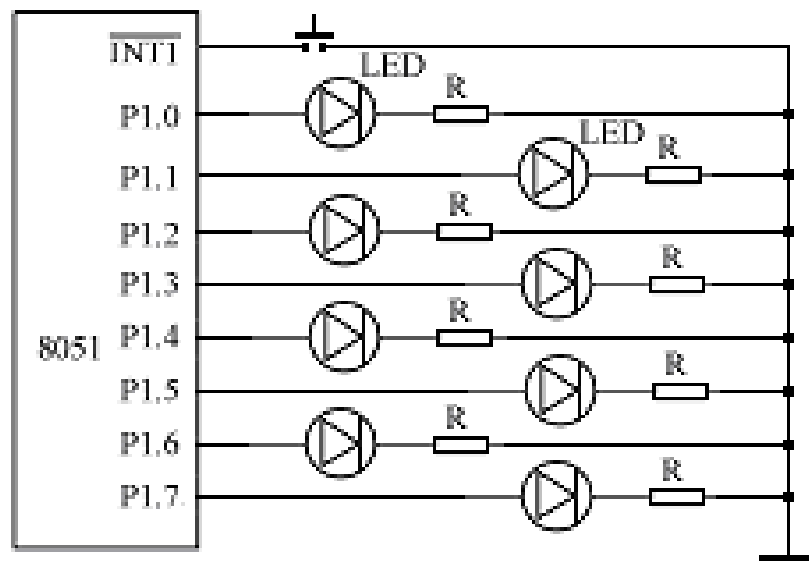 INT1
LED
P1.0
R
LED
P1.1
R
P1.2
R
P1.3
R
P1.4
R
8051
P1.5
R
P1.6
R
P1.7
R